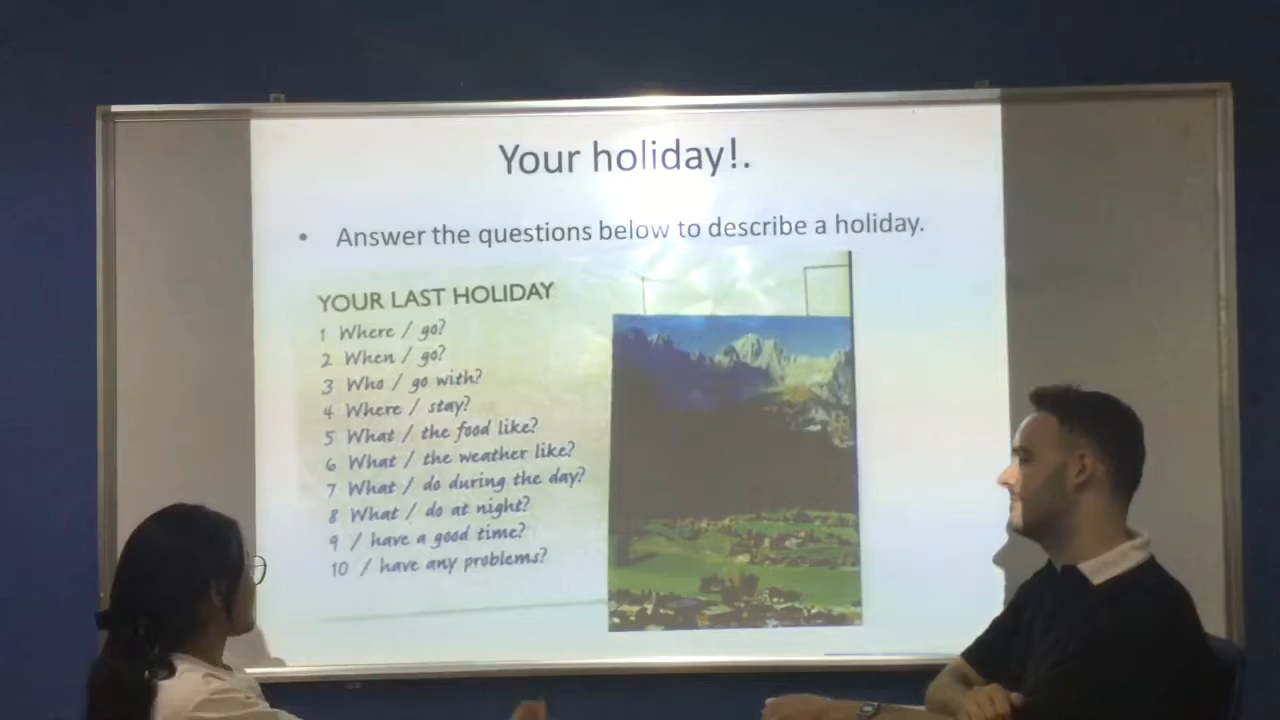 Your holiday!.
• Answer the questions below to describe a holiday.
YOUR LAST HOLIDAY
1 Where / go?
2 When / go?
3 Who / go with?
4 Where / stay?
5 What / the food like?
6 What / the weather like?
7 What / do during the day?
8 What / do at night?
9 / have a good time?
10 / have any problems?